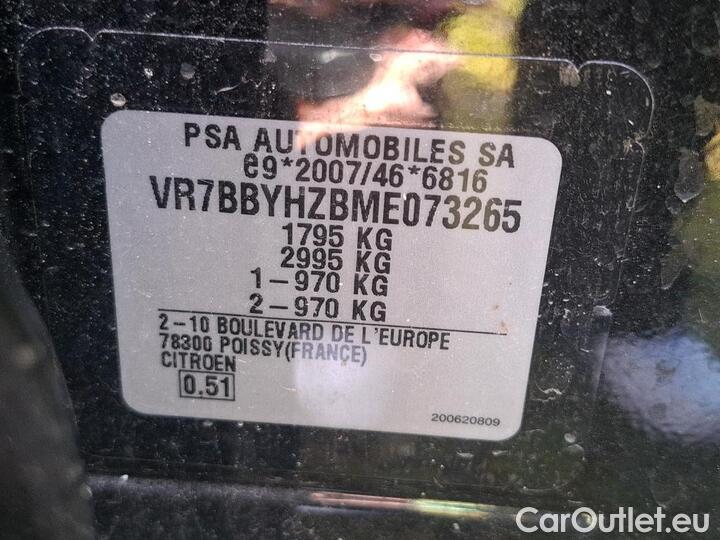 PSA AUTOMOBILES SA
e9*2007/46*6816
VR7BBYHZBME073265
1795 KG
2995 KG
1-970 KG
2-970 KG
2-10 BOULEVARD DE L'EUROPE
78300 POISSY(FRANCE)
CITROEN
0.51
200620809
CarOutlet.eu